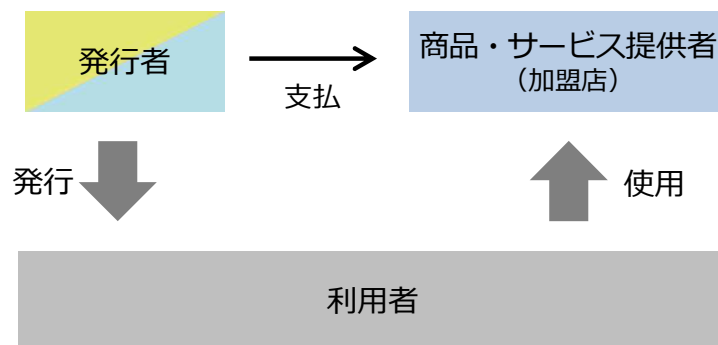 発行者
商品・サービス提供者
（加盟店）
支払
発行
使用
利用者